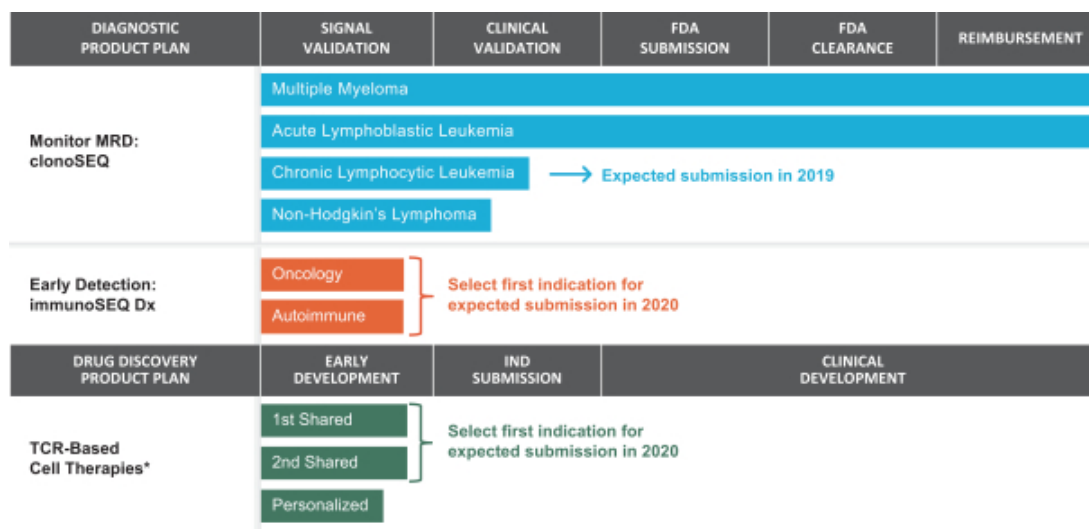 DIAGNOSTIC
PRODUCT PLAN
SIGNAL
VALIDATION
CLINICAL
VALIDATION
FDA
SUBMISSION
FDA
CLEARANCE
REIMBURSEMENT
Monitor MRD:
clonoSEQ
Multiple Myeloma
Acute Lymphoblastic Leukemia
Chronic Lymphocytic Leukemia
Expected submission in 2019
Non-Hodgkin's Lymphoma
Early Detection:
immunoSEQ Dx
Oncology
Autoimmune
Select first indication for
expected submission in 2020
DRUG DISCOVERY
PRODUCT PLAN
EARLY
DEVELOPMENT
IND
SUBMISSION
CLINICAL
DEVELOPMENT
TCR-Based
Cell Therapies*
1st Shared
2nd Shared
Select first indication for
expected submission in 2020
Personalized